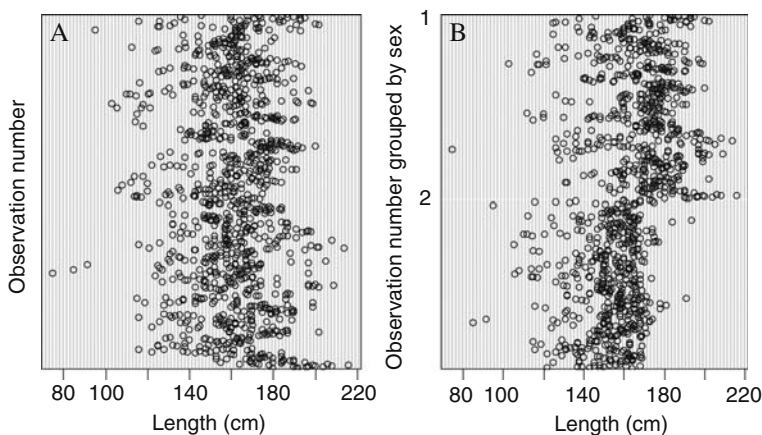 A
Observation number
80 100 140 180 220
Length (cm)
B
Observation number grouped by sex
1
2
80 100 140 180 220
Length (cm)